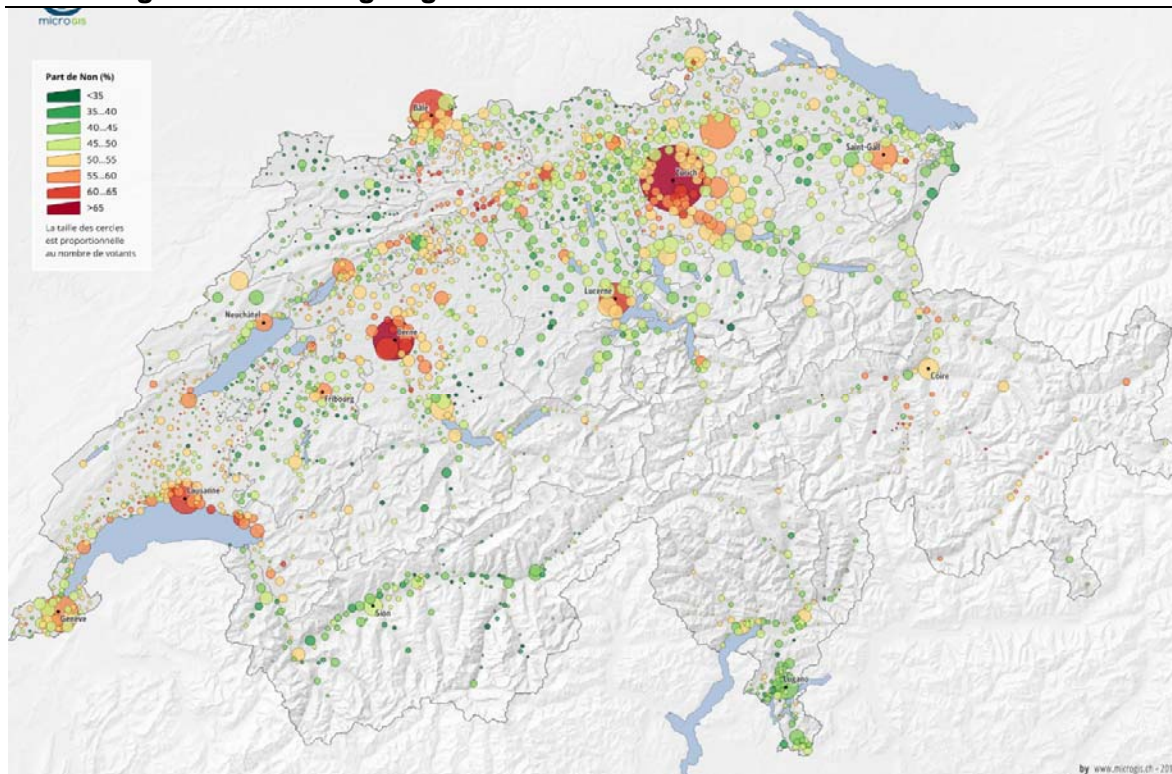 microGIS
Part de Non (%)
<35
35...40
40...45
45...50
50...55
55...60
60...65
>65
La taille des cercles
est proportionnelle
au nombre de votants
Bâle
Zurich
Saint-Gall
Lucerne
Neuchâtel
Berne
Fribourg
Coire
Lausanne
Sion
Genève
Lugano
by www.microgis.ch - 201